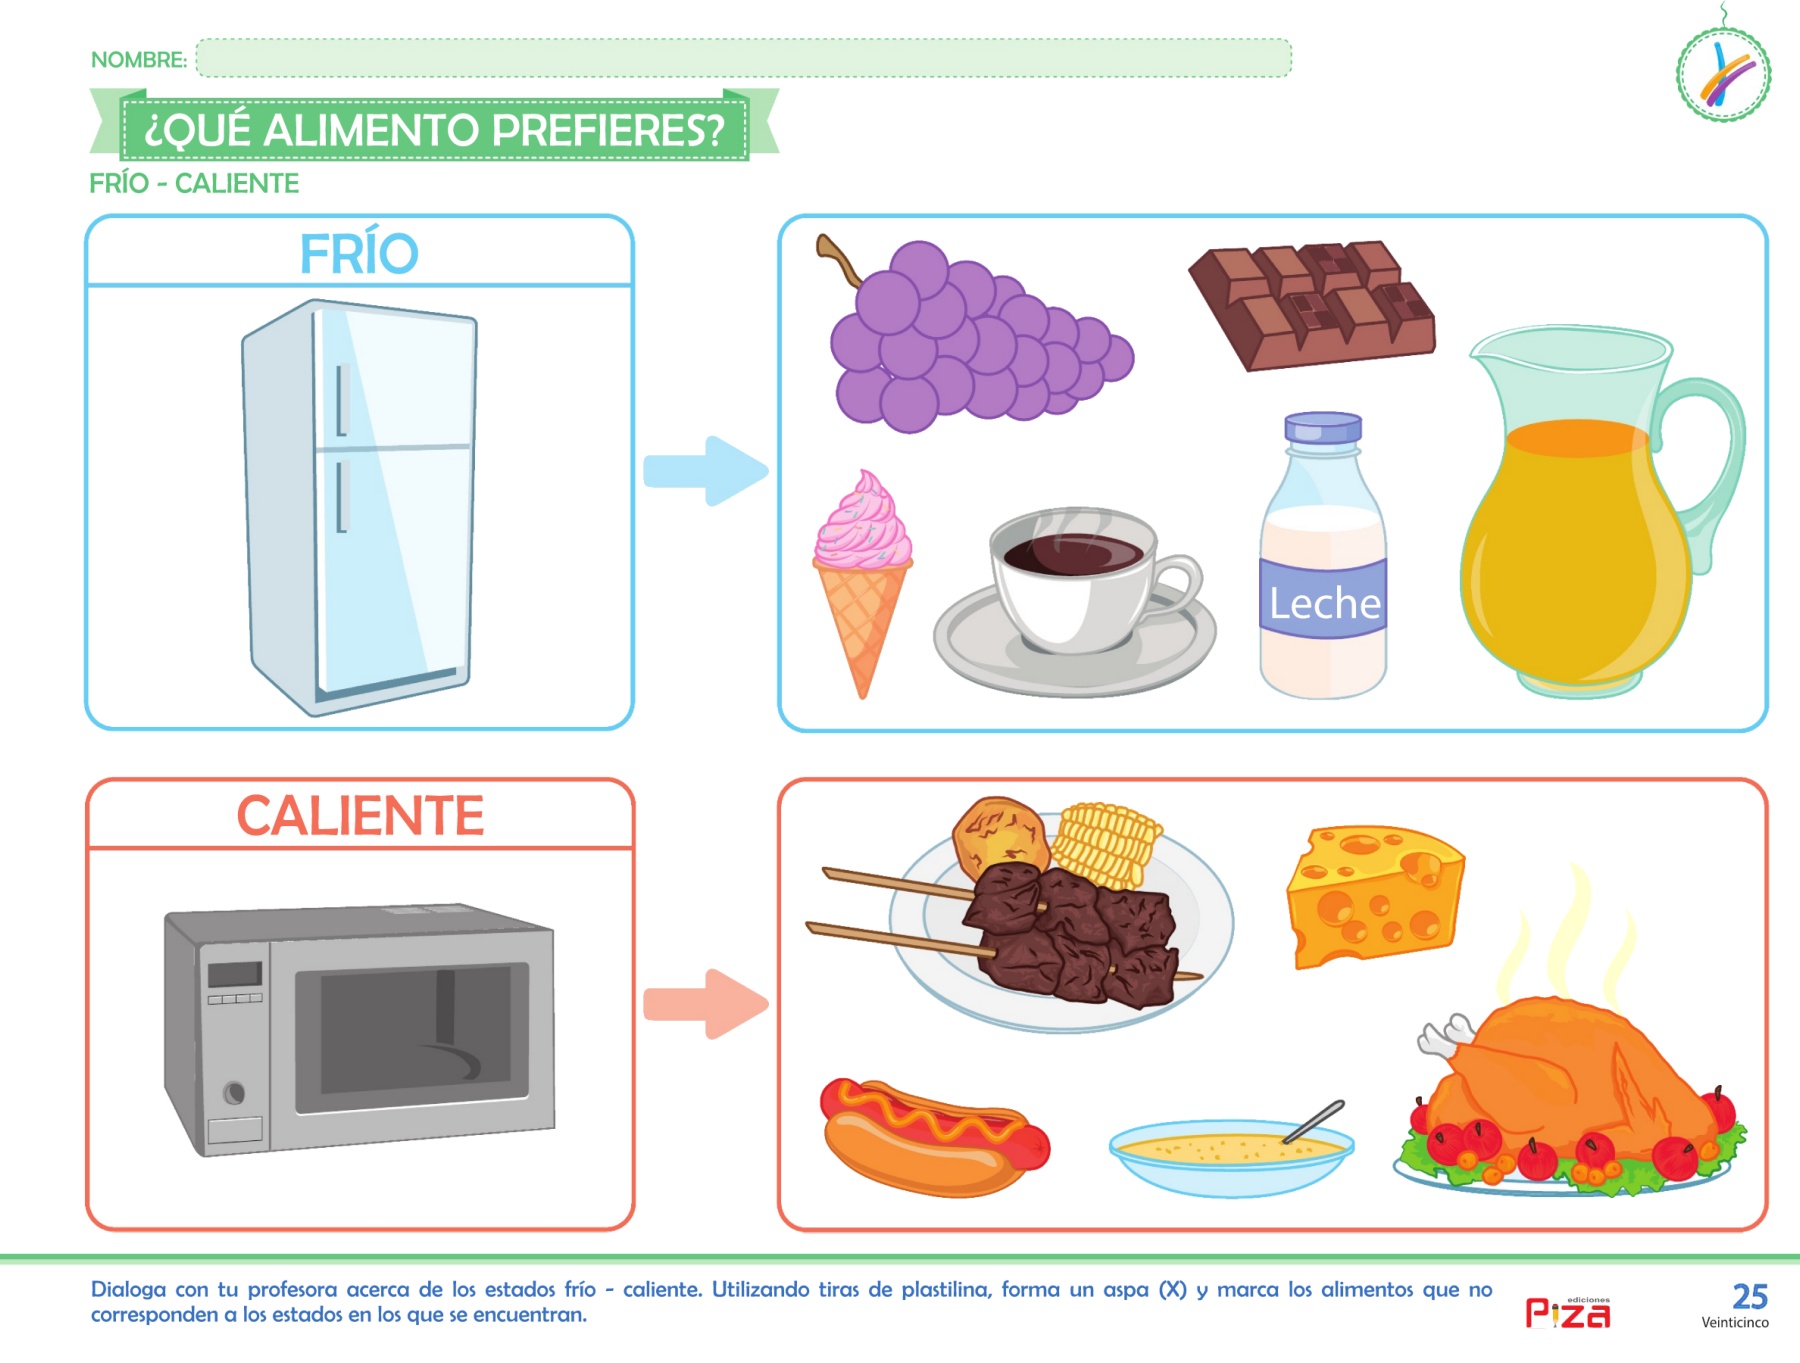 NOMBRE:
¿QUÉ ALIMENTO PREFIERES?
FRÍO - CALIENTE
FRÍO
Leche
CALIENTE
Dialoga con tu profesora acerca de los estados frío - caliente. Utilizando tiras de plastilina, forma un aspa (X) y marca los alimentos que no
corresponden a los estados en los que se encuentran.
ediciones
Piza
25
Veinticinco